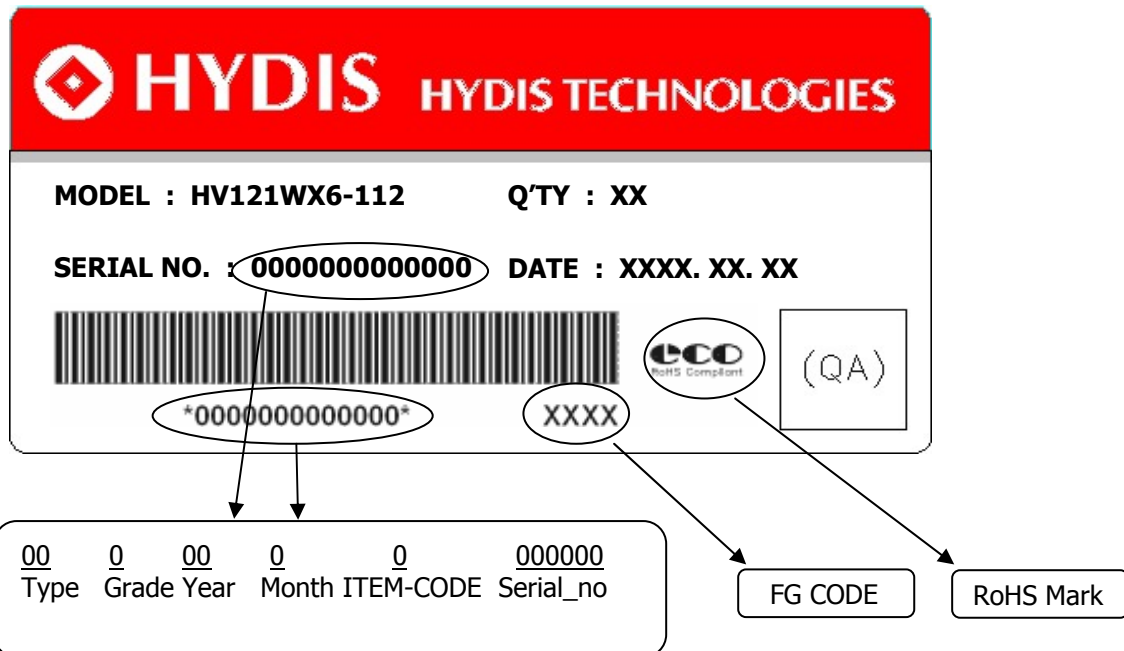 HYDIS HYDIS TECHNOLOGIES
MODEL : HV121WX6-112 Q'TY : XX
SERIAL NO. : 0000000000000 DATE : XXXX. XX. XX
eco
RoHS Compliant
(QA)
*0000000000000* XXXX
00 0 00 0 0 000000
Type Grade Year Month ITEM-CODE Serial_no
FG CODE
RoHS Mark